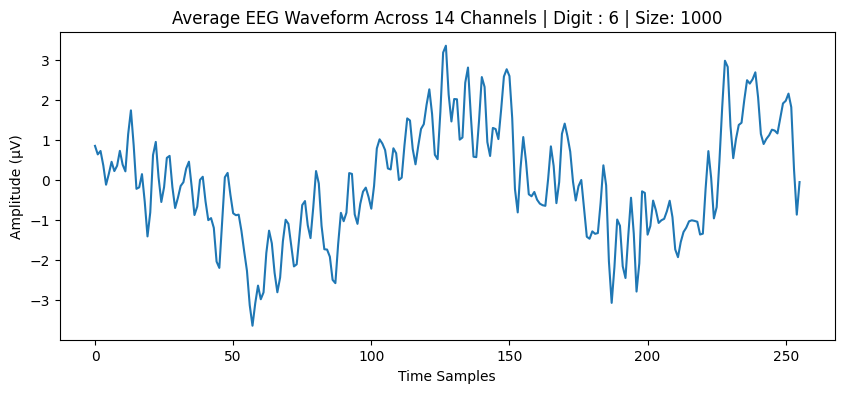 Average EEG Waveform Across 14 Channels | Digit : 6 | Size: 1000
Amplitude (µV)
3
2
1
0
−1
−2
−3
0 50 100 150 200 250
Time Samples